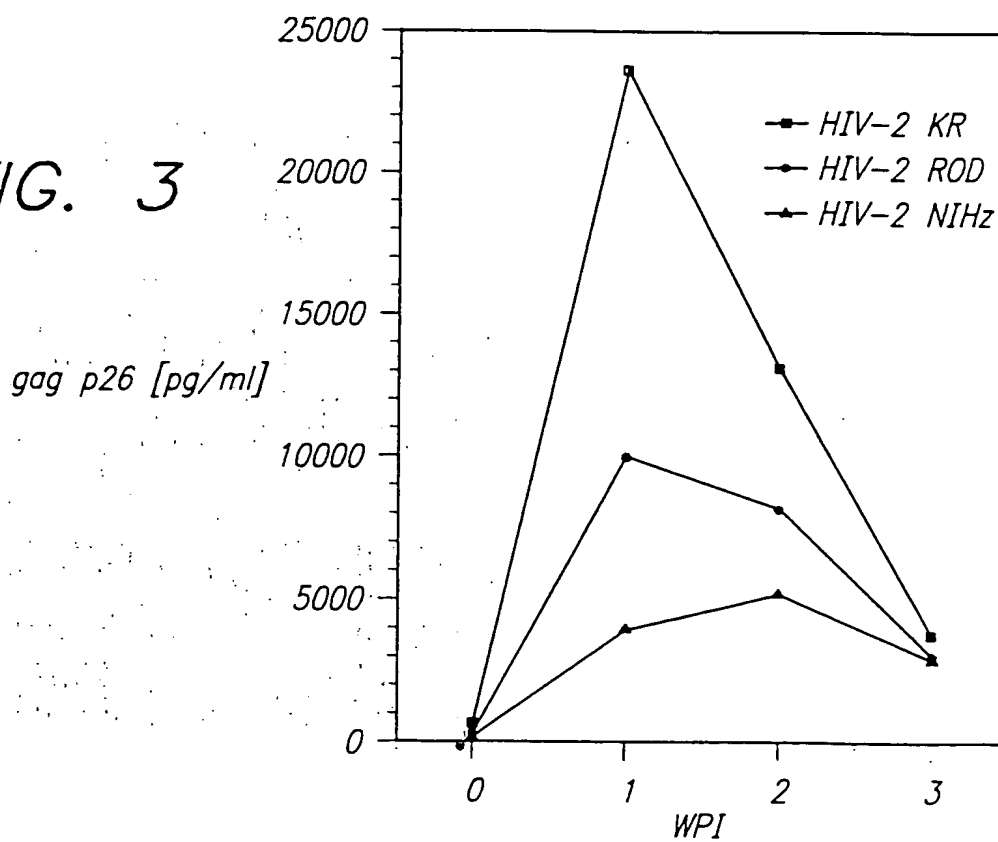 25000
HIV-2 KR
20000
HIV-2 ROD
FIG. 3
HIV-2 NIHz
15000
gag p26 [pg/ml]
10000
5000
0
0 1 2 3
WPI